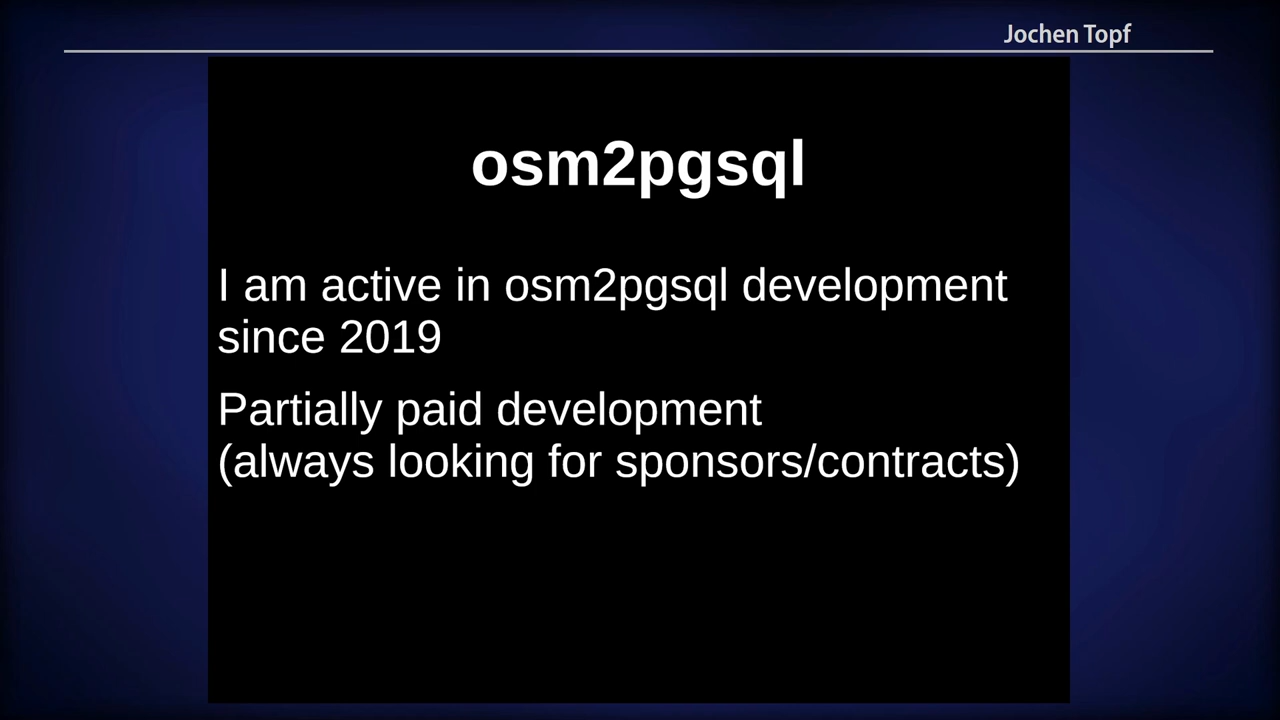 Jochen Topf
osm2pgsql
I am active in osm2pgsql development
since 2019
Partially paid development
(always looking for sponsors/contracts)